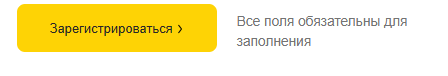 Зарегистрироваться ›
Все поля обязательны для
заполнения